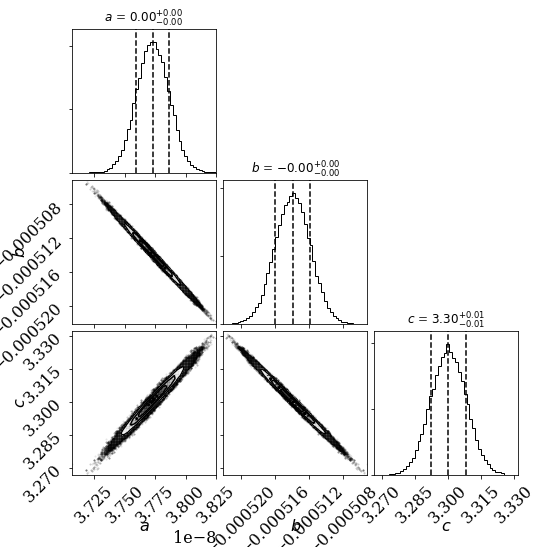 a = 0.00+0.00−0.00
b = −0.00+0.00−0.00
c = 3.30+0.01−0.01
b
−0.000508
−0.000512
−0.000516
−0.000520
c
3.330
3.315
3.300
3.285
3.270
3.725
3.750
3.775
3.800
3.825
a
1e−8
−0.000520
−0.000516
−0.000512
−0.000508
b
3.270
3.285
3.300
3.315
3.330
c